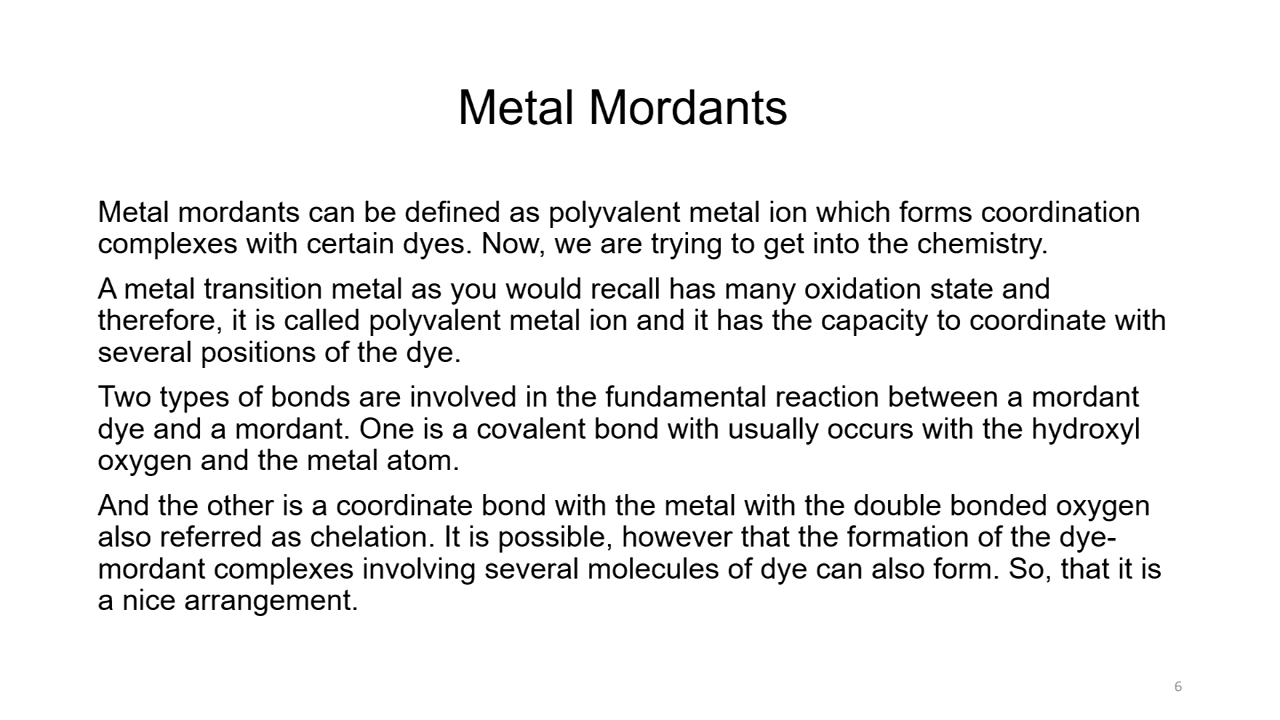 Metal Mordants
Metal mordants can be defined as polyvalent metal ion which forms coordination
complexes with certain dyes. Now, we are trying to get into the chemistry.
A metal transition metal as you would recall has many oxidation state and
therefore, it is called polyvalent metal ion and it has the capacity to coordinate with
several positions of the dye.
Two types of bonds are involved in the fundamental reaction between a mordant
dye and a mordant. One is a covalent bond with usually occurs with the hydroxyl
oxygen and the metal atom.
And the other is a coordinate bond with the metal with the double bonded oxygen
also referred as chelation. It is possible, however that the formation of the dye-
mordant complexes involving several molecules of dye can also form. So, that it is
a nice arrangement.
6